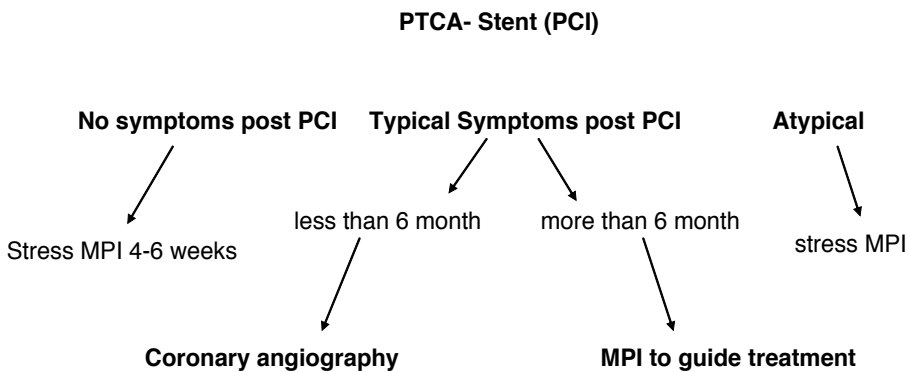 PTCA- Stent (PCI)
No symptoms post PCI
Typical Symptoms post PCI
Atypical
less than 6 month
more than 6 month
Stress MPI 4-6 weeks
stress MPI
Coronary angiography
MPI to guide treatment